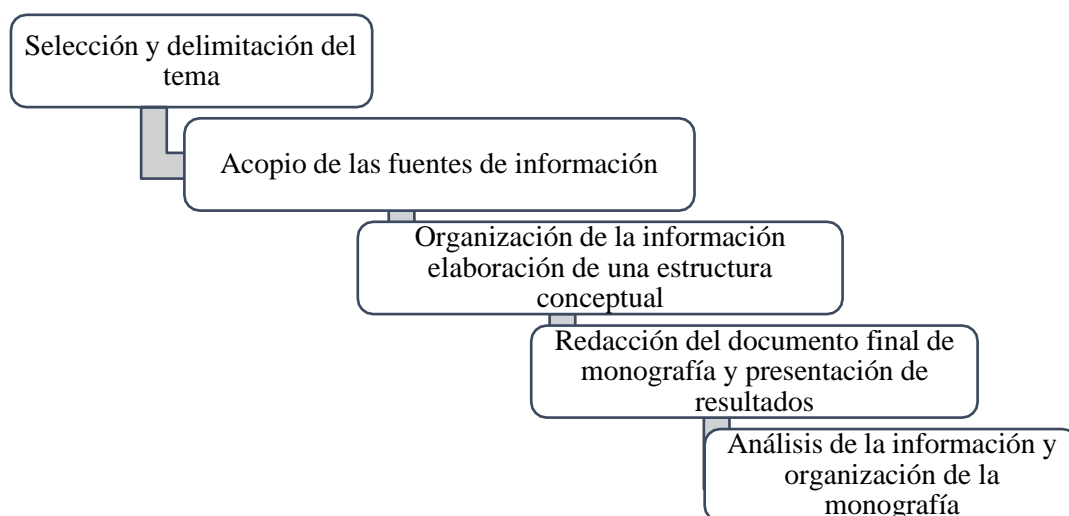 Selección y delimitación del
tema
Acopio de las fuentes de información
Organización de la información
elaboración de una estructura
conceptual
Redacción del documento final de
monografía y presentación de
resultados
Análisis de la información y
organización de la
monografía